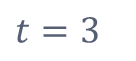 t = 3